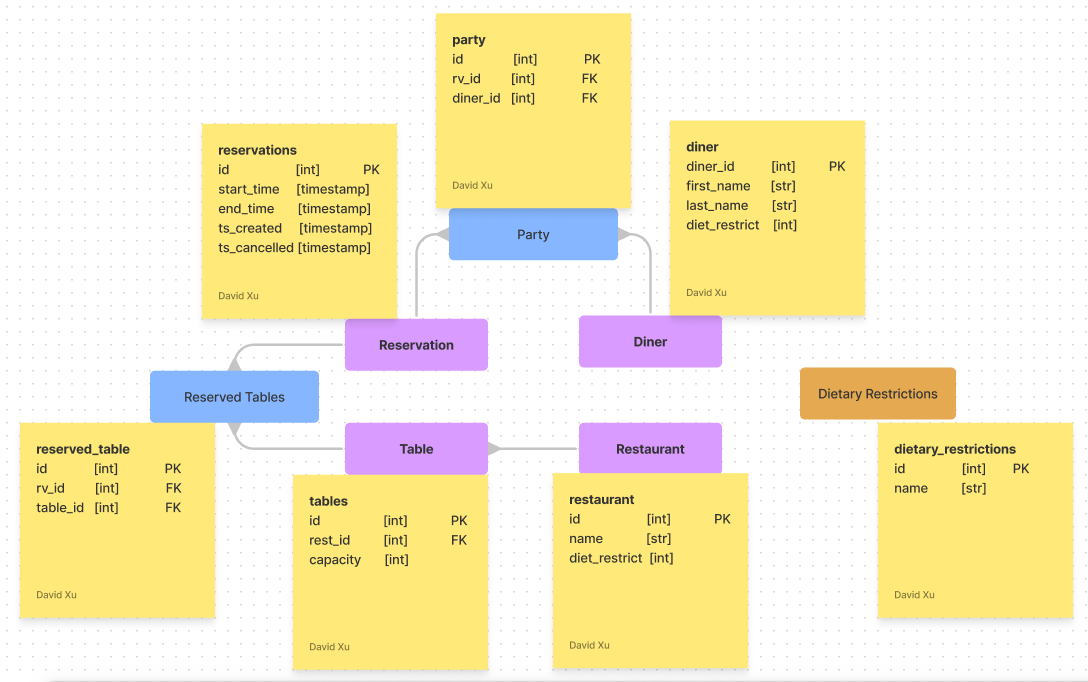 party
id [int] PK
rv_id [int] FK
diner_id [int] FK
David Xu
Party
reservations
id [int] PK
start_time [timestamp]
end_time [timestamp]
ts_created [timestamp]
ts_cancelled [timestamp]
David Xu
diner
diner_id [int] PK
first_name [str]
last_name [str]
diet_restrict [int]
David Xu
Reservation
Diner
Reserved Tables
Dietary Restrictions
Table
Restaurant
reserved_table
id [int] PK
rv_id [int] FK
table_id [int] FK
David Xu
tables
id [int] PK
rest_id [int] FK
capacity [int]
David Xu
restaurant
id [int] PK
name [str]
diet_restrict [int]
David Xu
dietary_restrictions
id [int] PK
name [str]
David Xu